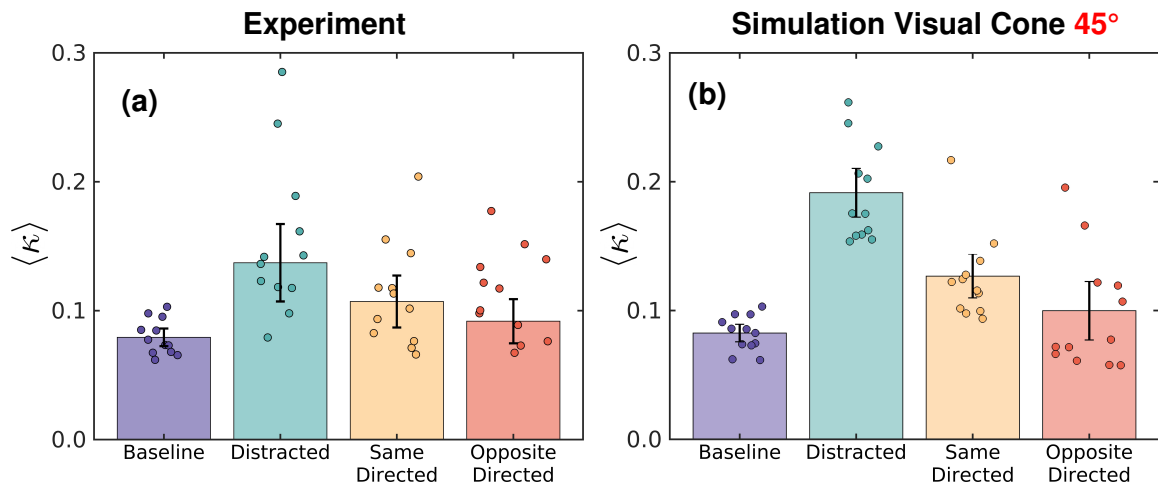 Experiment
Simulation Visual Cone 45°
(a)
⟨κ⟩
0.3
0.2
0.1
0.0
Baseline
Distracted
Same
Directed
Opposite
Directed
(b)
⟨κ⟩
0.3
0.2
0.1
0.0
Baseline
Distracted
Same
Directed
Opposite
Directed